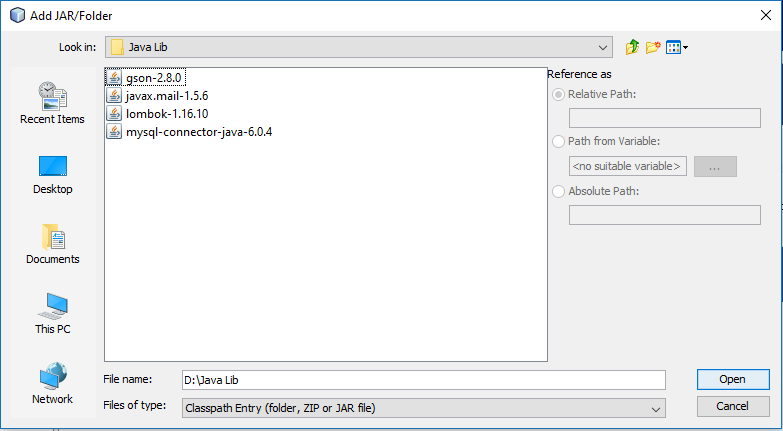 Add JAR/Folder
Look in:
Java Lib
Recent Items
Desktop
Documents
This PC
Network
gson-2.8.0
javax.mail-1.5.6
lombok-1.16.10
mysql-connector-java-6.0.4
Reference as
Relative Path:
Path from Variable:
<no suitable variable>
...
Absolute Path:
File name:
D:\Java Lib
Open
Files of type:
Classpath Entry (folder, ZIP or JAR file)
Cancel